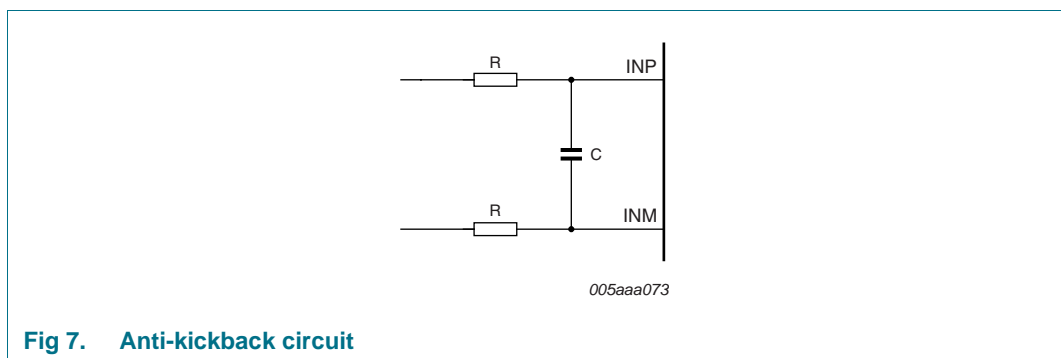 R
INP
C
R
INM
005aaa073
Fig 7. Anti-kickback circuit